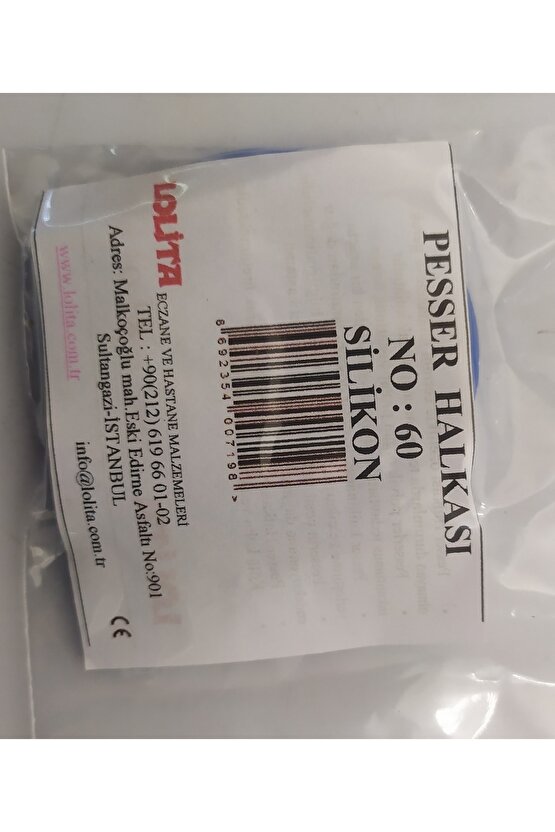 PESSER HALKASI
NO : 60
SİLİKON
8 692354 007198 >
LOLİTA
ECZANE VE HASTANE MALZEMELERİ
TEL : +90(212) 619 66 01-02
Adres: Malkoçoğlu mah.Eski Edirne Asfaltı No:901
Sultangazi-İSTANBUL
www.lolita.com.tr
info@lolita.com.tr
CE